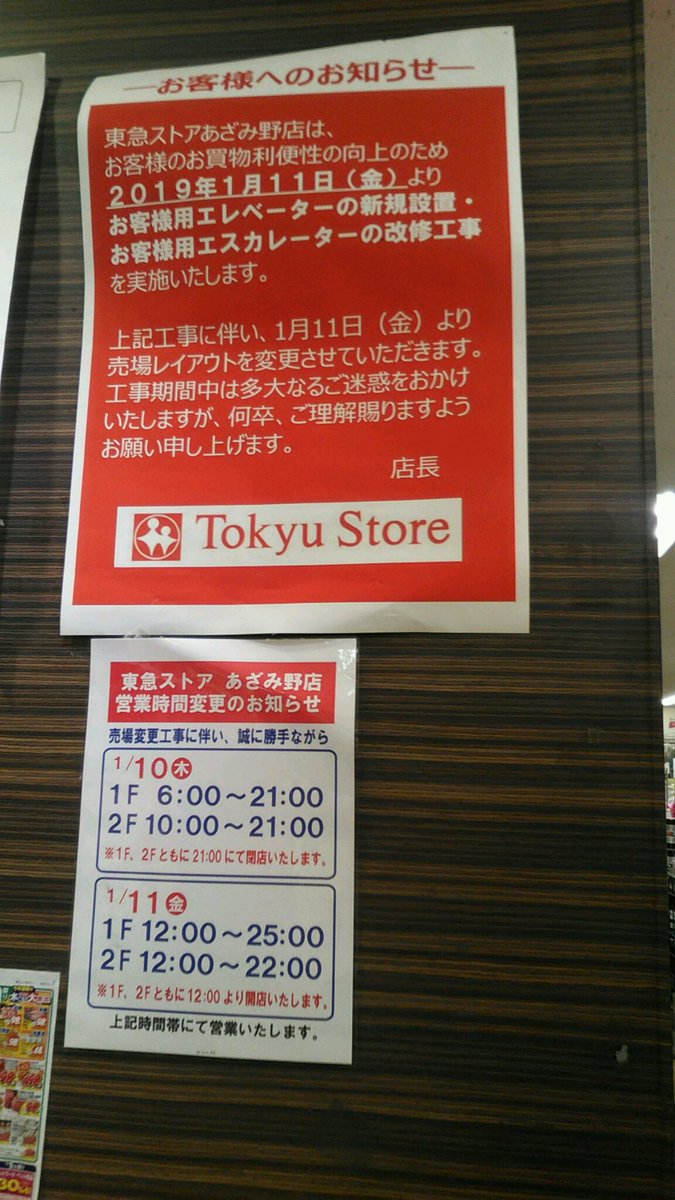 ―お客様へのお知らせ―
東急ストアあざみ野店は、
お客様のお買物利便性の向上のため
2019年1月11日（金）より
お客様用エレベーターの新規設置・
お客様用エスカレーターの改修工事
を実施いたします。
上記工事に伴い、1月11日（金）より
売場レイアウトを変更させていただきます。
工事期間中は多大なるご迷惑をおかけ
いたしますが、何卒、ご理解賜りますよう
お願い申し上げます。
店長
Tokyu Store
東急ストア あざみ野店
営業時間変更のお知らせ
売場変更工事に伴い、誠に勝手ながら
1/10㊍
1F 6:00～21:00
2F 10:00～21:00
※1F、2Fともに21:00にて閉店いたします。
1/11㊎
1F 12:00～25:00
2F 12:00～22:00
※1F、2Fともに12:00より開店いたします。
上記時間帯にて営業いたします。